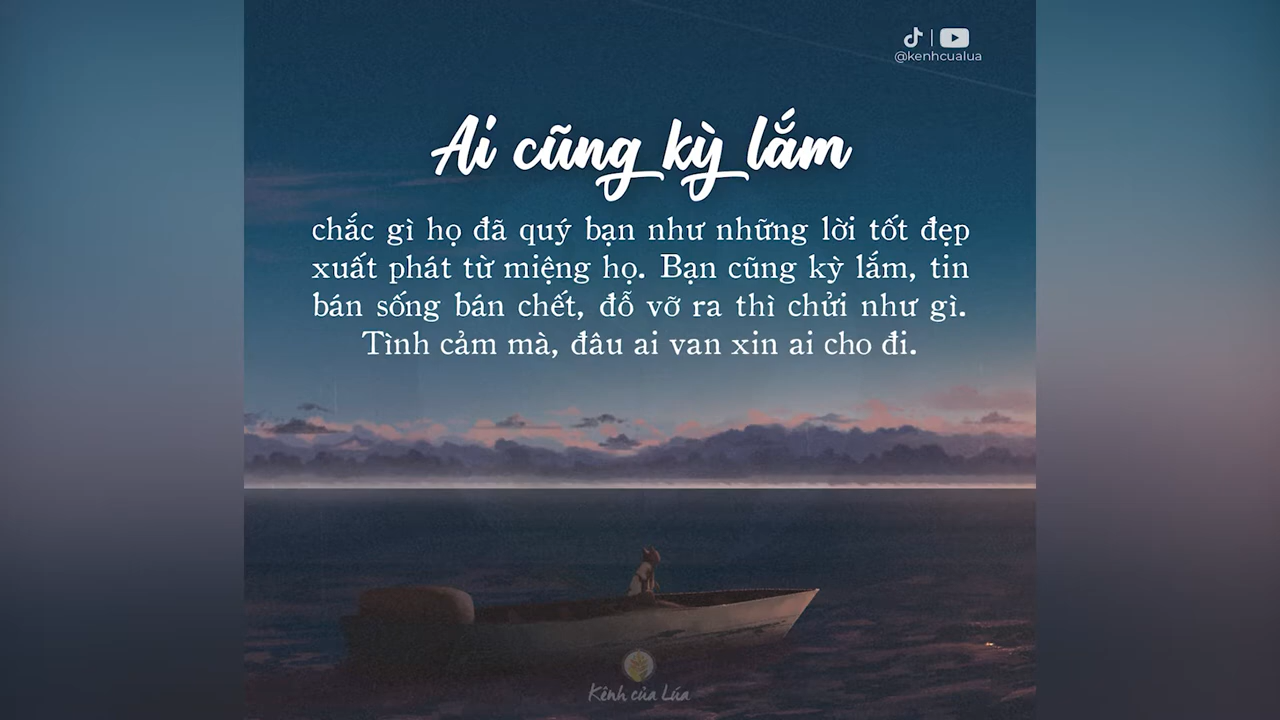 @kenhcualua
Ai cũng kỳ lắm
chắc gì họ đã quý bạn như những lời tốt đẹp
xuất phát từ miệng họ. Bạn cũng kỳ lắm, tin
bán sống bán chết, đỗ vỡ ra thì chửi như gì.
Tình cảm mà, đâu ai van xin ai cho đi.
Kênh của Lúa